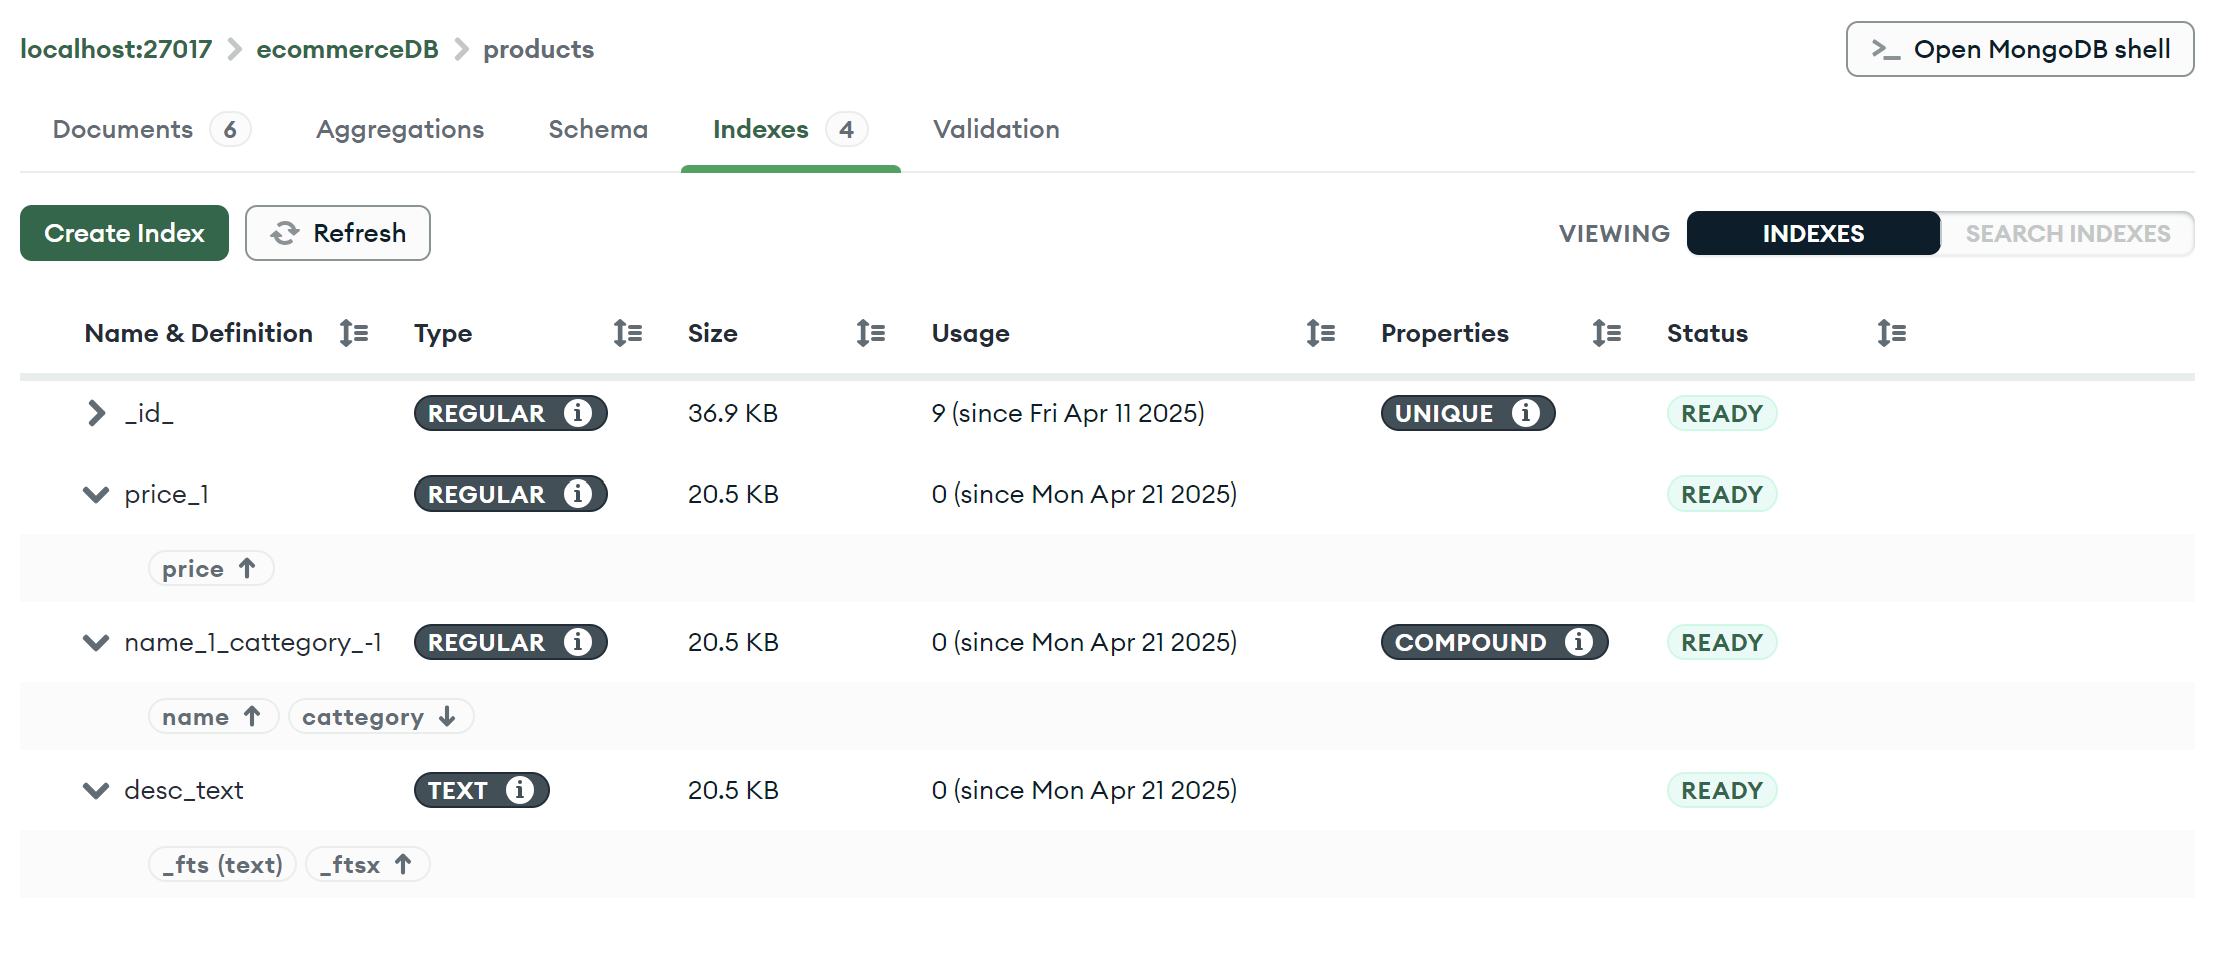 localhost:27017 ecommerceDB products
>_ Open MongoDB shell
Documents 6 Aggregations Schema Indexes 4 Validation
Create Index Refresh VIEWING INDEXES SEARCH INDEXES
Name & Definition Type Size Usage Properties Status
_id_ REGULAR i 36.9 KB 9 (since Fri Apr 11 2025) UNIQUE i READY
price_1 REGULAR i 20.5 KB 0 (since Mon Apr 21 2025) READY
price ↑
name_1_cattegory_-1 REGULAR i 20.5 KB 0 (since Mon Apr 21 2025) COMPOUND i READY
name ↑ cattegory ↓
desc_text TEXT i 20.5 KB 0 (since Mon Apr 21 2025) READY
_fts (text) _ftsx ↑